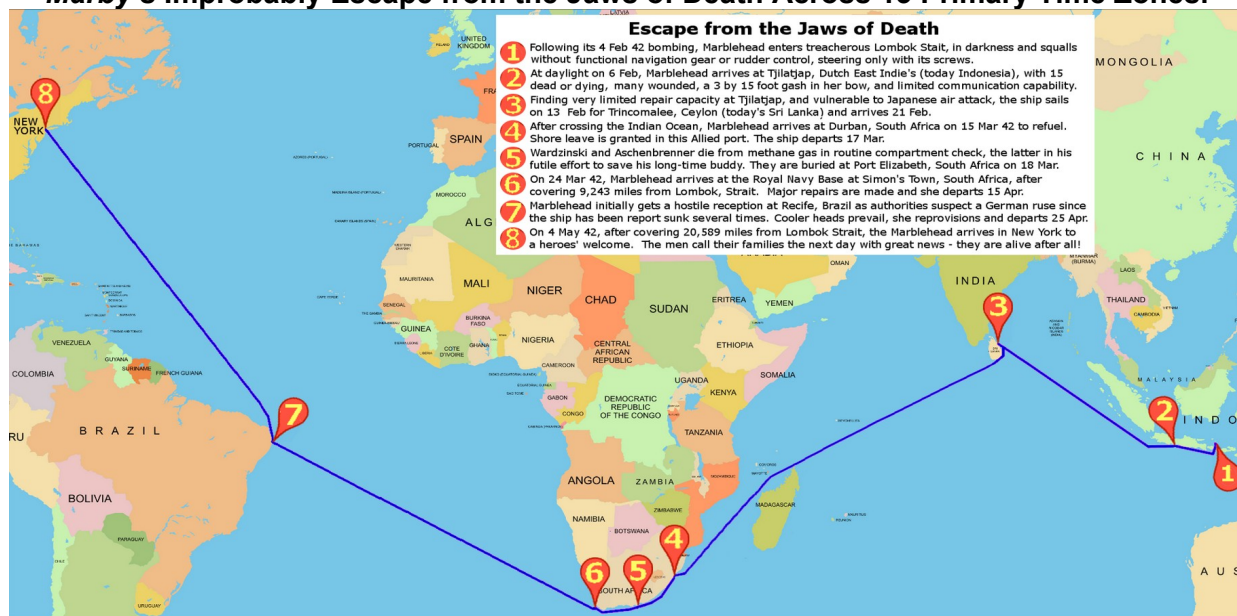 Marby's Improbably Escape from the Jaws of Death Across 13 Primary Time Zones.
Escape from the Jaws of Death
1 Following its 4 Feb 42 bombing, Marblehead enters treacherous Lombok Stait, in darkness and squalls
without functional navigation gear or rudder control, steering only with its screws.
2 At daylight on 6 Feb, Marblehead arrives at Tjilatjap, Dutch East Indie's (today Indonesia), with 15
dead or dying, many wounded, a 3 by 15 foot gash in her bow, and limited communication capability.
3 Finding very limited repair capacity at Tjilatjap, and vulnerable to Japanese air attack, the ship sails
on 13 Feb for Trincomalee, Ceylon (today's Sri Lanka) and arrives 21 Feb.
4 After crossing the Indian Ocean, Marblehead arrives at Durban, South Africa on 15 Mar 42 to refuel.
Shore leave is granted in this Allied port. The ship departs 17 Mar.
5 Wardzinski and Aschenbrenner die from methane gas in routine compartment check, the latter in his
futile effort to save his long-time buddy. They are buried at Port Elizabeth, South Africa on 18 Mar.
6 On 24 Mar 42, Marblehead arrives at the Royal Navy Base at Simon's Town, South Africa, after
covering 9,243 miles from Lombok, Strait. Major repairs are made and she departs 15 Apr.
7 Marblehead initially gets a hostile reception at Recife, Brazil as authorities suspect a German ruse since
the ship has been report sunk several times. Cooler heads prevail, she reprovisions and departs 25 Apr.
8 On 4 May 42, after covering 20,589 miles from Lombok Strait, the Marblehead arrives in New York to
a heroes' welcome. The men call their families the next day with great news - they are alive after all!
UNITED
KINGDOM
MONGOLIA
8
NEW
YORK
PORTUGAL
SPAIN
CHINA
MOROCCO
ALG
OMAN
MYANMAR
(BURMA)
LAOS
INDIA
THAILAND
CAMBODIA
MAURITANIA
MALI
NIGER
CHAD
SUDAN
ERITREA
YEMEN
3
SENEGAL
BURKINA
FASO
GUINEA
COTE
D'IVOIRE
GHANA
NIGERIA
CENTRAL
AFRICAN
REPUBLIC
ETHIOPIA
SOMALIA
CAMEROON
VENEZUELA
GUYANA
SURINAME
FRENCH GUYANA
COLOMBIA
MALAYSIA
UGANDA
KENYA
GABON
CONGO
DEMOCRATIC
REPUBLIC
OF THE CONGO
TANZANIA
7
2
INDO
1
RU
BRAZIL
BOLIVIA
PARAGUAY
URUGUAY
ANGOLA
ZAMBIA
ZIMBABWE
MADAGASCAR
NAMIBIA
BOTSWANA
4
6
5
SOUTH AFRICA
AUS